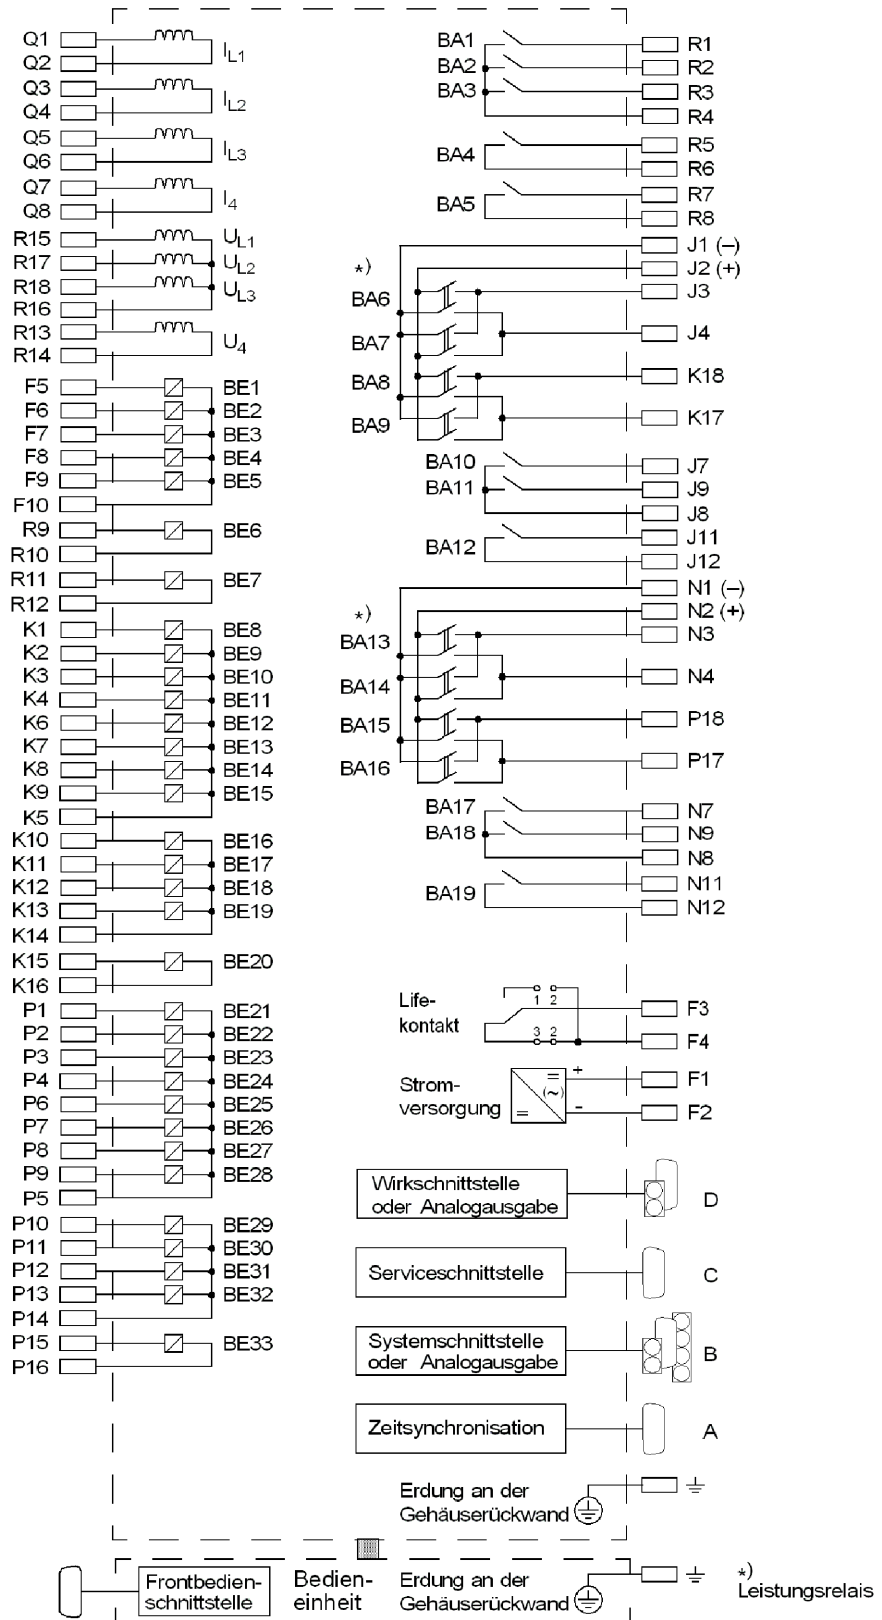 Q1
Q2
I L1
Q3
Q4
I L2
Q5
Q6
I L3
Q7
Q8
I 4
R15
U L1
R17
U L2
R18
U L3
R16
R13
R14
U 4
F5 BE1
F6 BE2
F7 BE3
F8 BE4
F9 BE5
F10
R9 BE6
R10
R11 BE7
R12
K1 BE8
K2 BE9
K3 BE10
K4 BE11
K6 BE12
K7 BE13
K8 BE14
K9 BE15
K5
K10 BE16
K11 BE17
K12 BE18
K13 BE19
K14
K15 BE20
K16
P1 BE21
P2 BE22
P3 BE23
P4 BE24
P6 BE25
P7 BE26
P8 BE27
P9 BE28
P5
P10 BE29
P11 BE30
P12 BE31
P13 BE32
P14
P15 BE33
P16
BA1 R1
BA2 R2
BA3 R3
R4
BA4 R5
R6
BA5 R7
R8
J1 (–)
*) J2 (+)
BA6 J3
BA7 J4
BA8 K18
BA9 K17
BA10 J7
BA11 J9
J8
BA12 J11
J12
N1 (–)
*) N2 (+)
BA13 N3
BA14 N4
BA15 P18
BA16 P17
BA17 N7
BA18 N9
N8
BA19 N11
N12
Life-
kontakt
1 2
3 2
F3
F4
Strom-
versorgung
= (~) =
+ F1
- F2
Wirkschnittstelle
oder Analogausgabe
D
Serviceschnittstelle
C
Systemschnittstelle
oder Analogausgabe
B
Zeitsynchronisation
A
Erdung an der
Gehäuserückwand
Frontbedien-
schnittstelle
Bedien-
einheit
Erdung an der
Gehäuserückwand
*)
Leistungsrelais